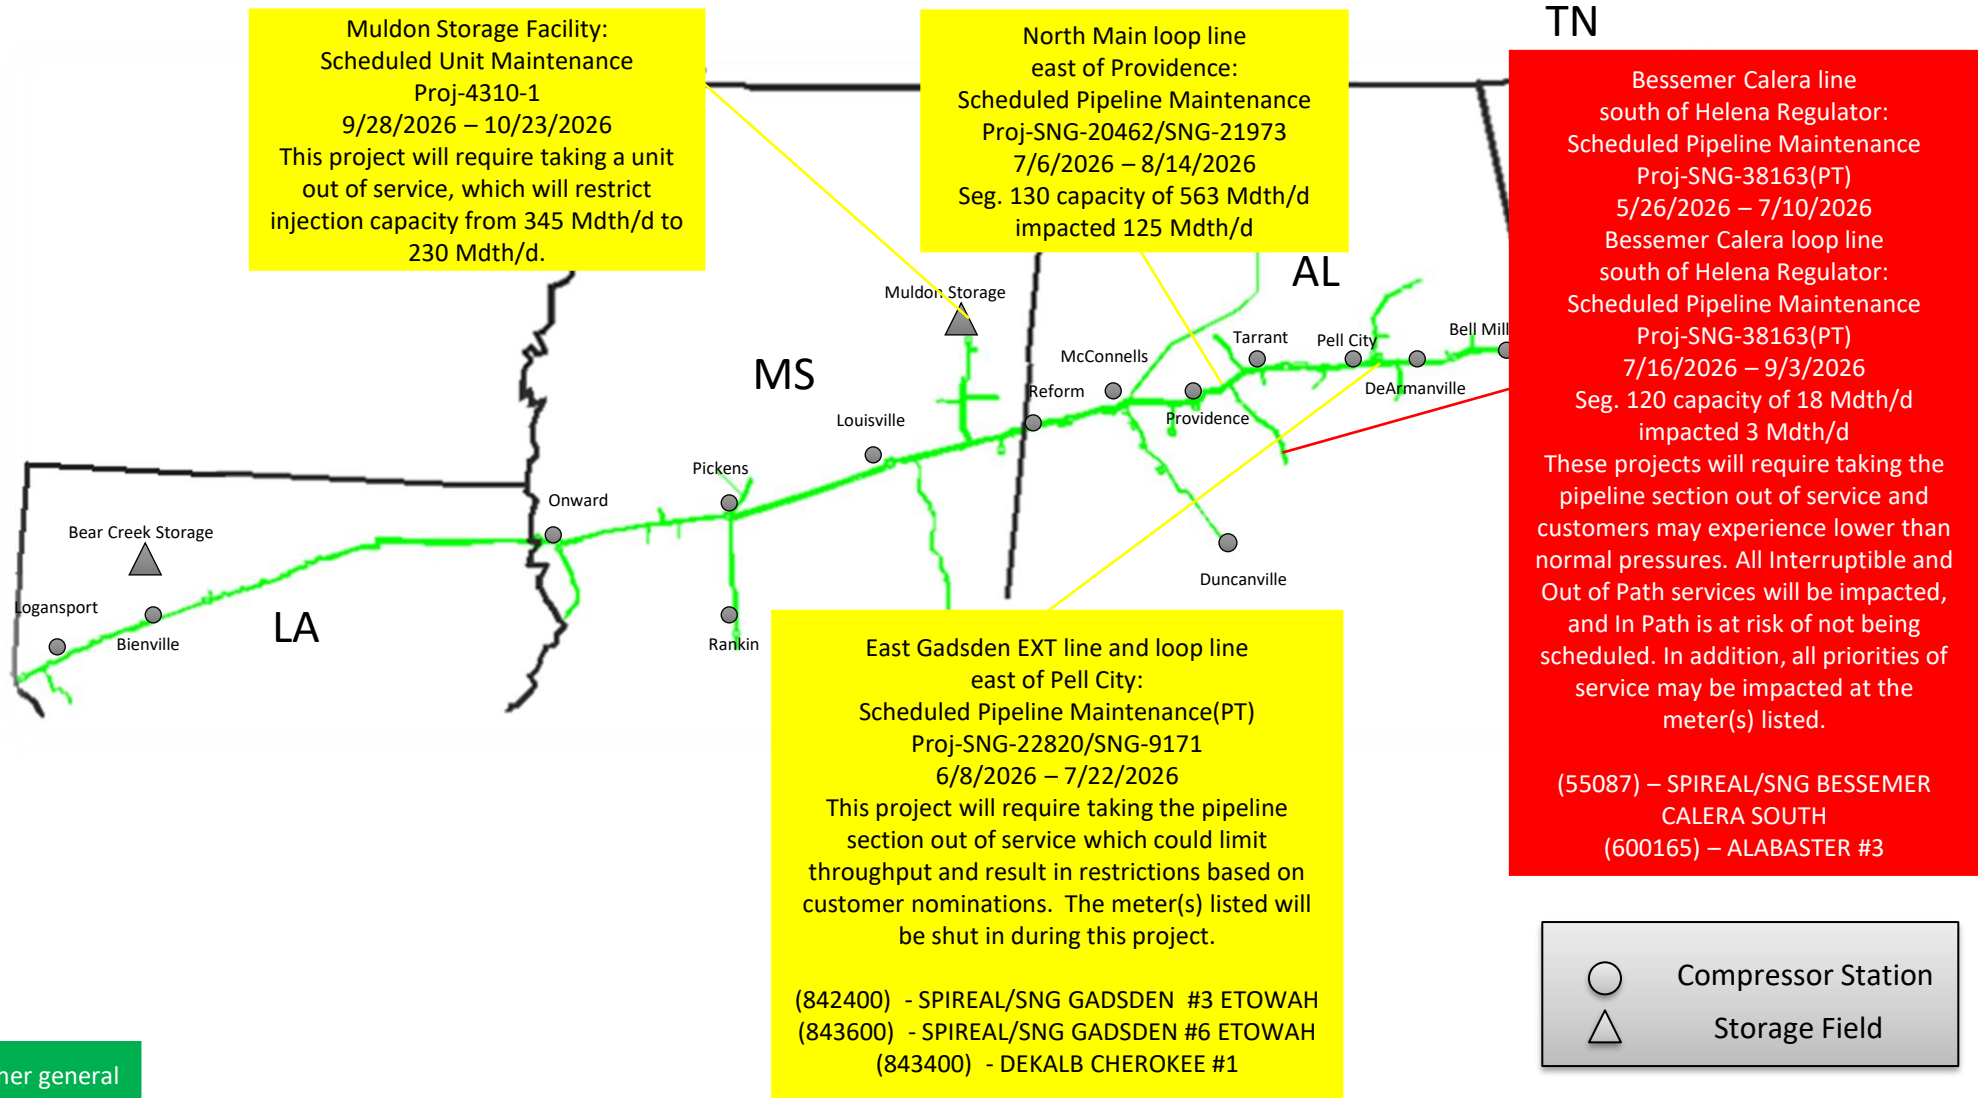 TN
Muldon Storage Facility:
Scheduled Unit Maintenance
Proj-4310-1
9/28/2026 – 10/23/2026
This project will require taking a unit
out of service, which will restrict
injection capacity from 345 Mdth/d to
230 Mdth/d.
North Main loop line
east of Providence:
Scheduled Pipeline Maintenance
Proj-SNG-20462/SNG-21973
7/6/2026 – 8/14/2026
Seg. 130 capacity of 563 Mdth/d
impacted 125 Mdth/d
Bessemer Calera line
south of Helena Regulator:
Scheduled Pipeline Maintenance
Proj-SNG-38163(PT)
5/26/2026 – 7/10/2026
Bessemer Calera loop line
south of Helena Regulator:
Scheduled Pipeline Maintenance
Proj-SNG-38163(PT)
7/16/2026 – 9/3/2026
Seg. 120 capacity of 18 Mdth/d
impacted 3 Mdth/d
These projects will require taking the
pipeline section out of service and
customers may experience lower than
normal pressures. All Interruptible and
Out of Path services will be impacted,
and In Path is at risk of not being
scheduled. In addition, all priorities of
service may be impacted at the
meter(s) listed.
(55087) – SPIREAL/SNG BESSEMER
CALERA SOUTH
(600165) – ALABASTER #3
AL
Muldon Storage
MS
McConnells
Tarrant
Pell City
Bell Mill
Reform
Providence
DeArmanville
Louisville
Pickens
Onward
Bear Creek Storage
Duncanville
Logansport
Bienville
LA
Rankin
East Gadsden EXT line and loop line
east of Pell City:
Scheduled Pipeline Maintenance(PT)
Proj-SNG-22820/SNG-9171
6/8/2026 – 7/22/2026
This project will require taking the pipeline
section out of service which could limit
throughput and result in restrictions based on
customer nominations.  The meter(s) listed will
be shut in during this project.
(842400)  - SPIREAL/SNG GADSDEN  #3 ETOWAH
(843600)  - SPIREAL/SNG GADSDEN #6 ETOWAH
(843400)  - DEKALB CHEROKEE #1
Compressor Station
Storage Field
her general